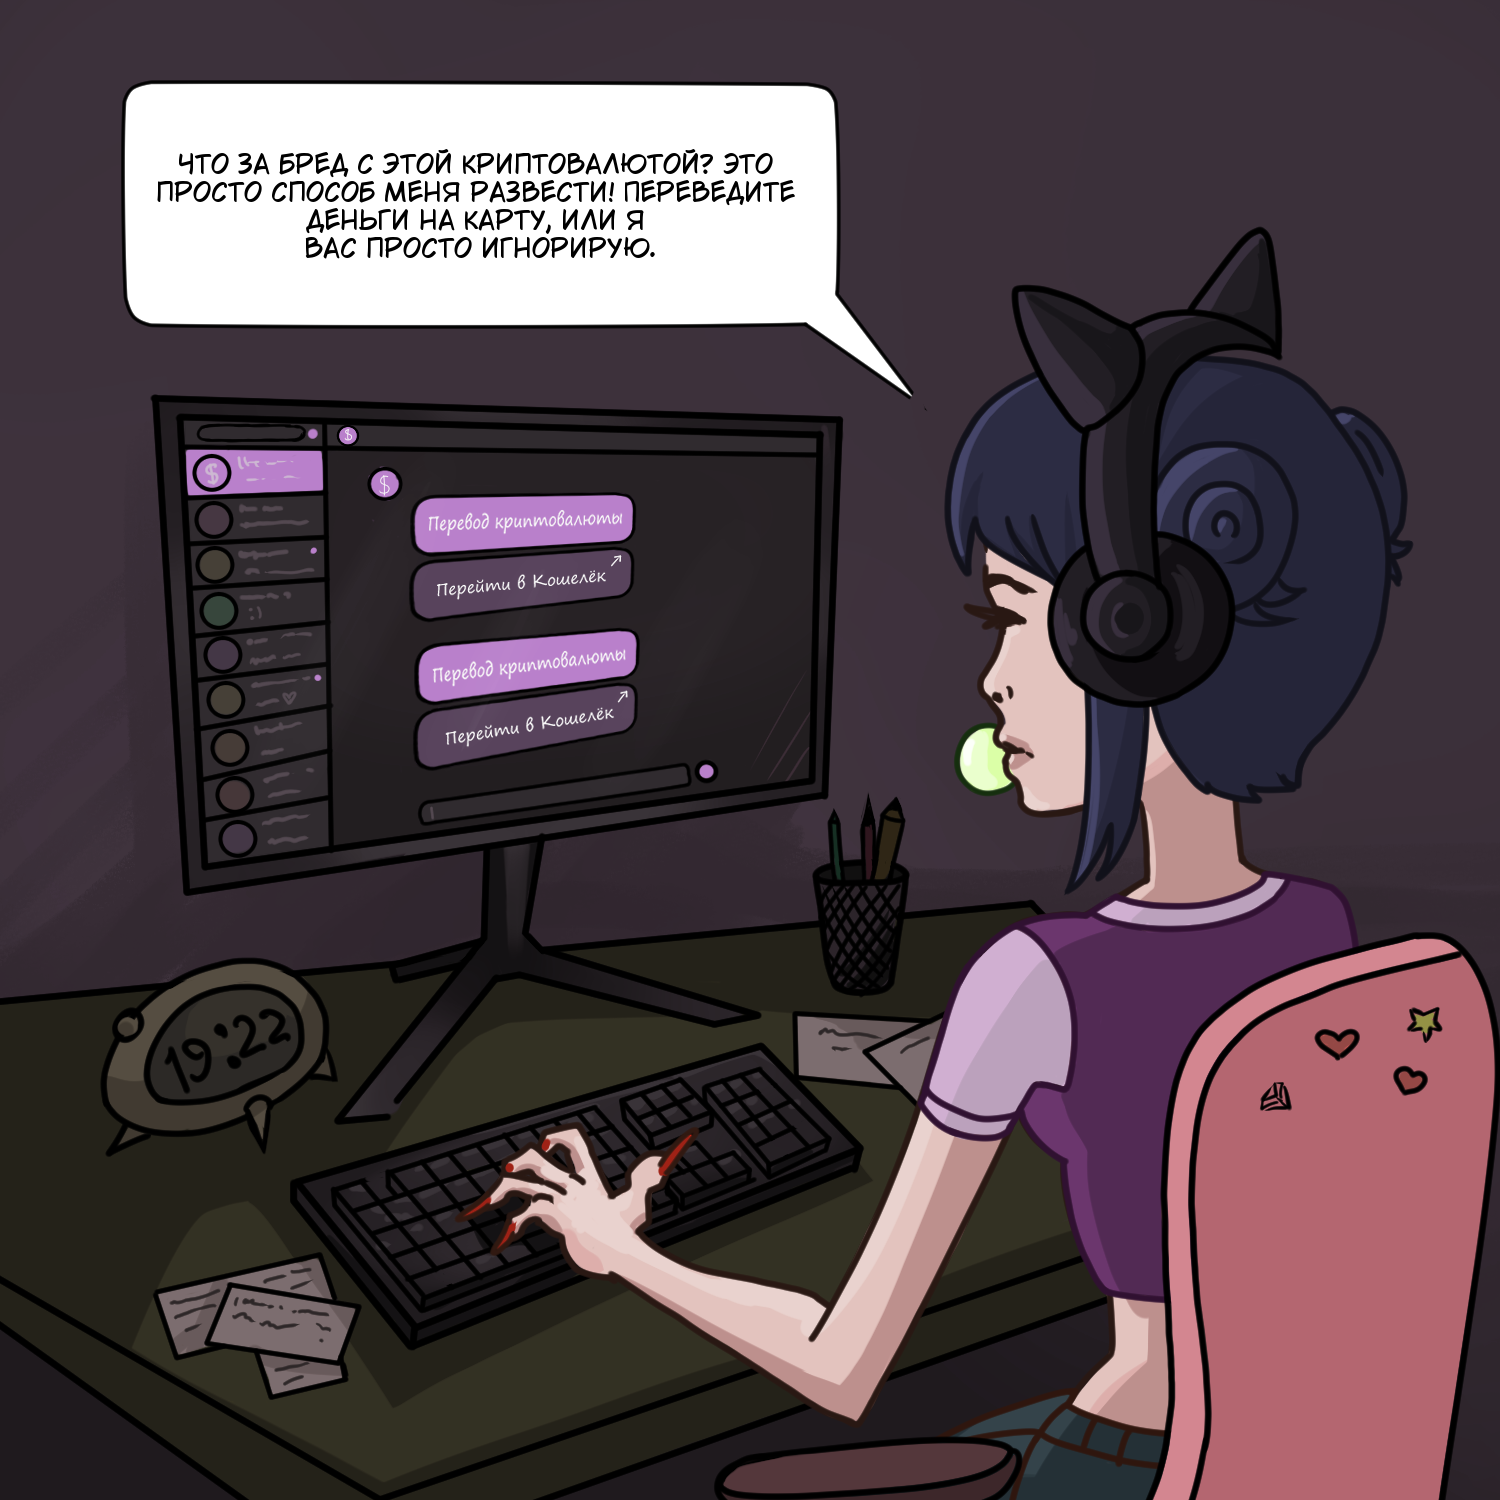 ЧТО ЗА БРЕД С ЭТОЙ КРИПТОВАЛЮТОЙ? ЭТО
ПРОСТО СПОСОБ МЕНЯ РАЗВЕСТИ! ПЕРЕВЕДИТЕ
ДЕНЬГИ НА КАРТУ, ИЛИ Я
ВАС ПРОСТО ИГНОРИРУЮ.
$
$
$
Перевод криптовалюты
Перейти в Кошелёк
:)
Перевод криптовалюты
Перейти в Кошелёк
19:22